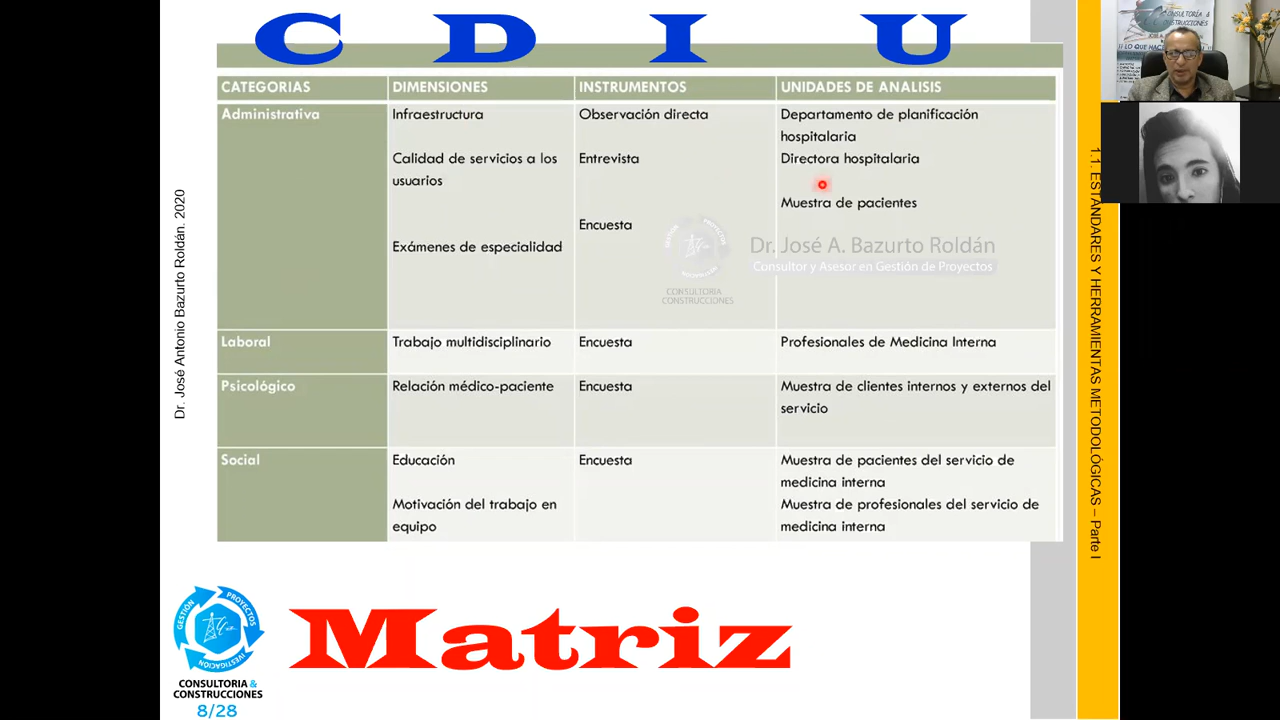 C D I U
CATEGORIAS DIMENSIONES INSTRUMENTOS UNIDADES DE ANALISIS
Administrativa
Infraestructura
Calidad de servicios a los
usuarios
Exámenes de especialidad
Observación directa
Entrevista
Encuesta
Departamento de planificación
hospitalaria
Directora hospitalaria
Muestra de pacientes
Laboral
Trabajo multidisciplinario
Encuesta
Profesionales de Medicina Interna
Psicológico
Relación médico-paciente
Encuesta
Muestra de clientes internos y externos del
servicio
Social
Educación
Motivación del trabajo en
equipo
Encuesta
Muestra de pacientes del servicio de
medicina interna
Muestra de profesionales del servicio de
medicina interna
Dr. José A. Bazurto Roldán
Consultor y Asesor en Gestión de Proyectos
CONSULTORIA
CONSTRUCCIONES
Matriz
GESTIÓN
PROYECTOS
CONSULTORIA &
CONSTRUCCIONES
8/28
Dr. José Antonio Bazurto Roldán. 2020
1.1. ESTÁNDARES Y HERRAMIENTAS METODOLÓGICAS – Parte I
CONSULTORÍA &
CONSTRUCCIONES